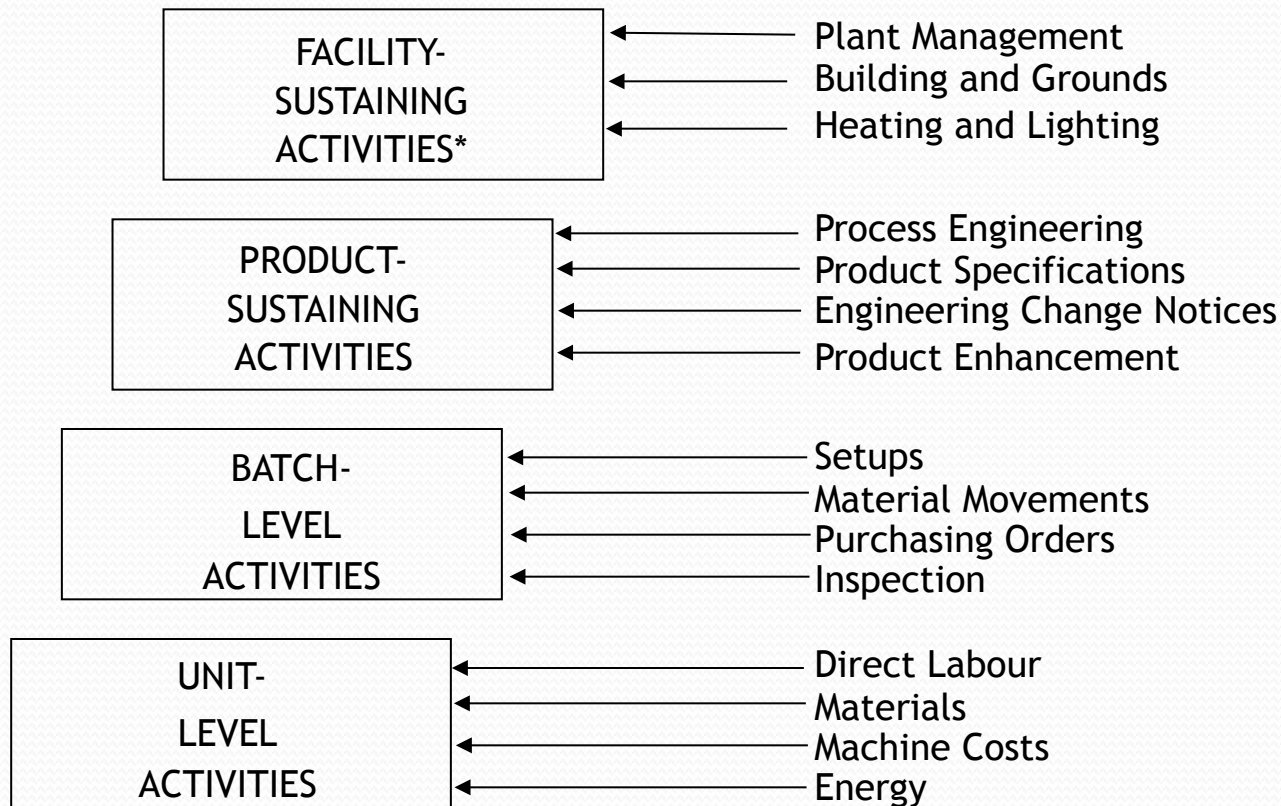 FACILITY-
SUSTAINING
ACTIVITIES*
Plant Management
Building and Grounds
Heating and Lighting
PRODUCT-
SUSTAINING
ACTIVITIES
Process Engineering
Product Specifications
Engineering Change Notices
Product Enhancement
BATCH-
LEVEL
ACTIVITIES
Setups
Material Movements
Purchasing Orders
Inspection
UNIT-
LEVEL
ACTIVITIES
Direct Labour
Materials
Machine Costs
Energy